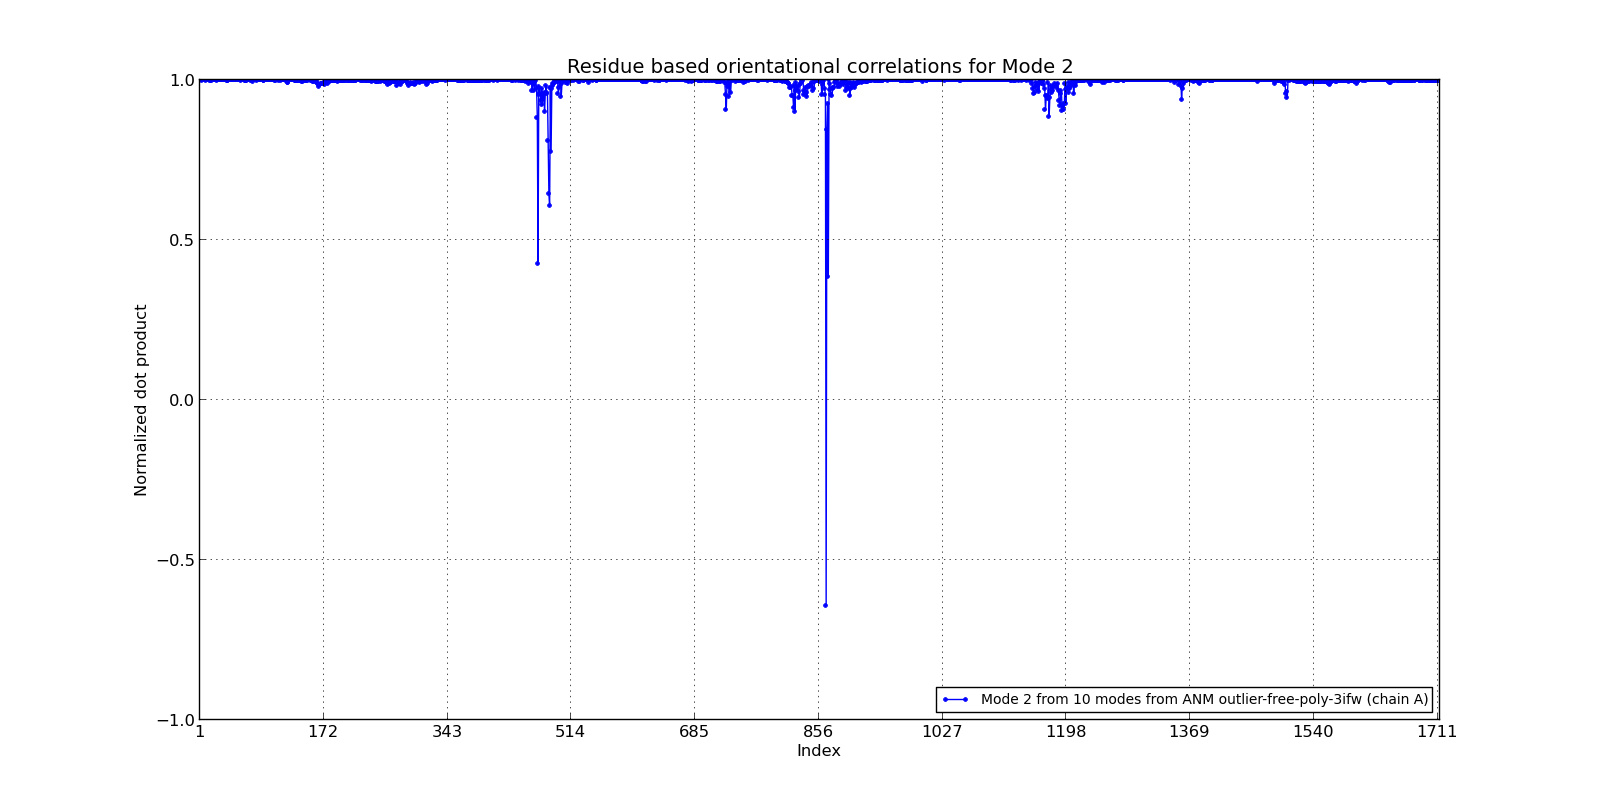 Residue based orientational correlations for Mode 2
1.0
0.5
0.0
−0.5
−1.0
Normalized dot product
Mode 2 from 10 modes from ANM outlier-free-poly-3ifw (chain A)
1 172 343 514 685 856 1027 1198 1369 1540 1711
Index